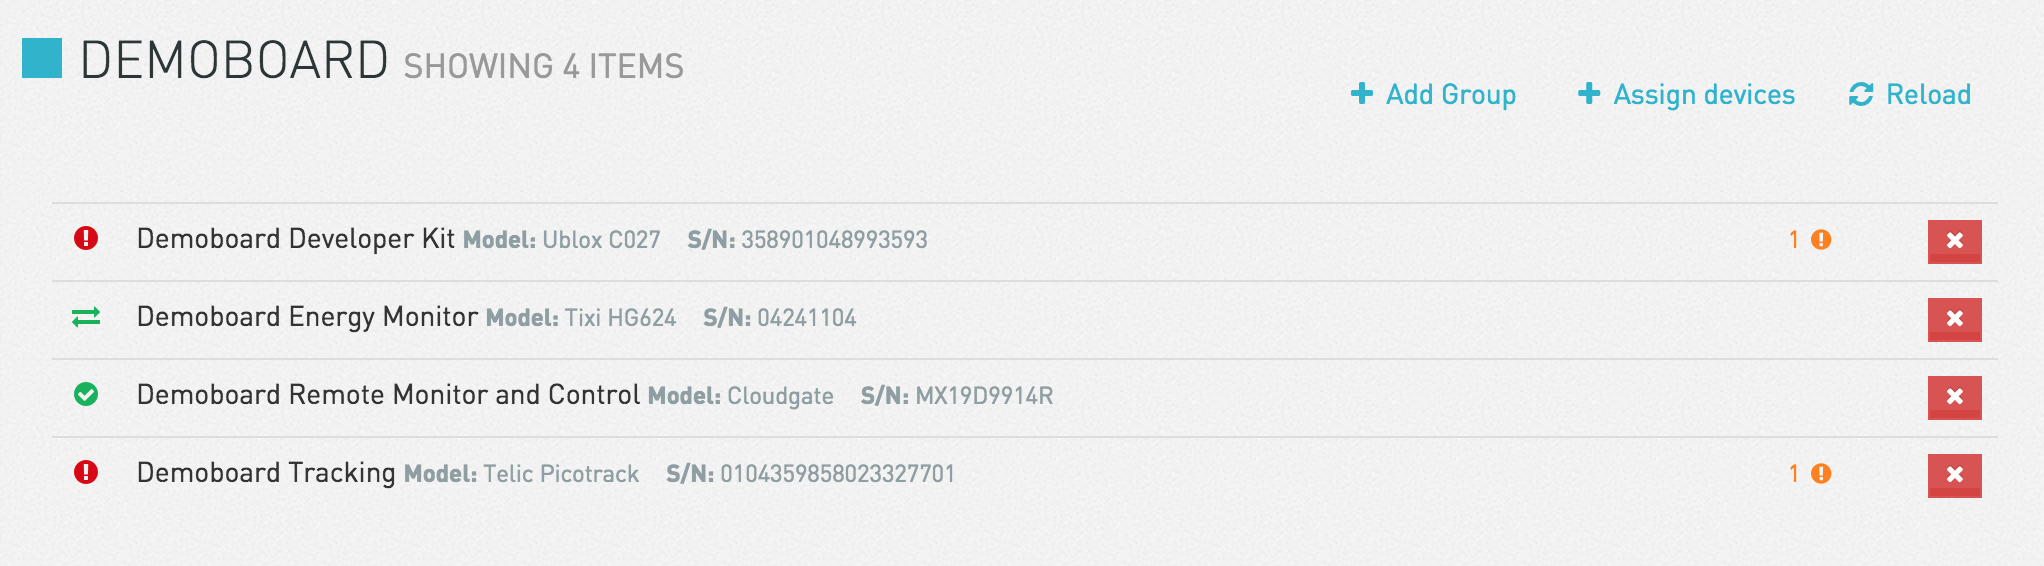 DEMOBOARD SHOWING 4 ITEMS
Add Group Assign devices Reload
Demoboard Developer Kit Model: Ublox C027 S/N: 358901048993593 1
Demoboard Energy Monitor Model: Tixi HG624 S/N: 04241104
Demoboard Remote Monitor and Control Model: Cloudgate S/N: MX19D9914R
Demoboard Tracking Model: Telic Picotrack S/N: 0104359858023327701 1